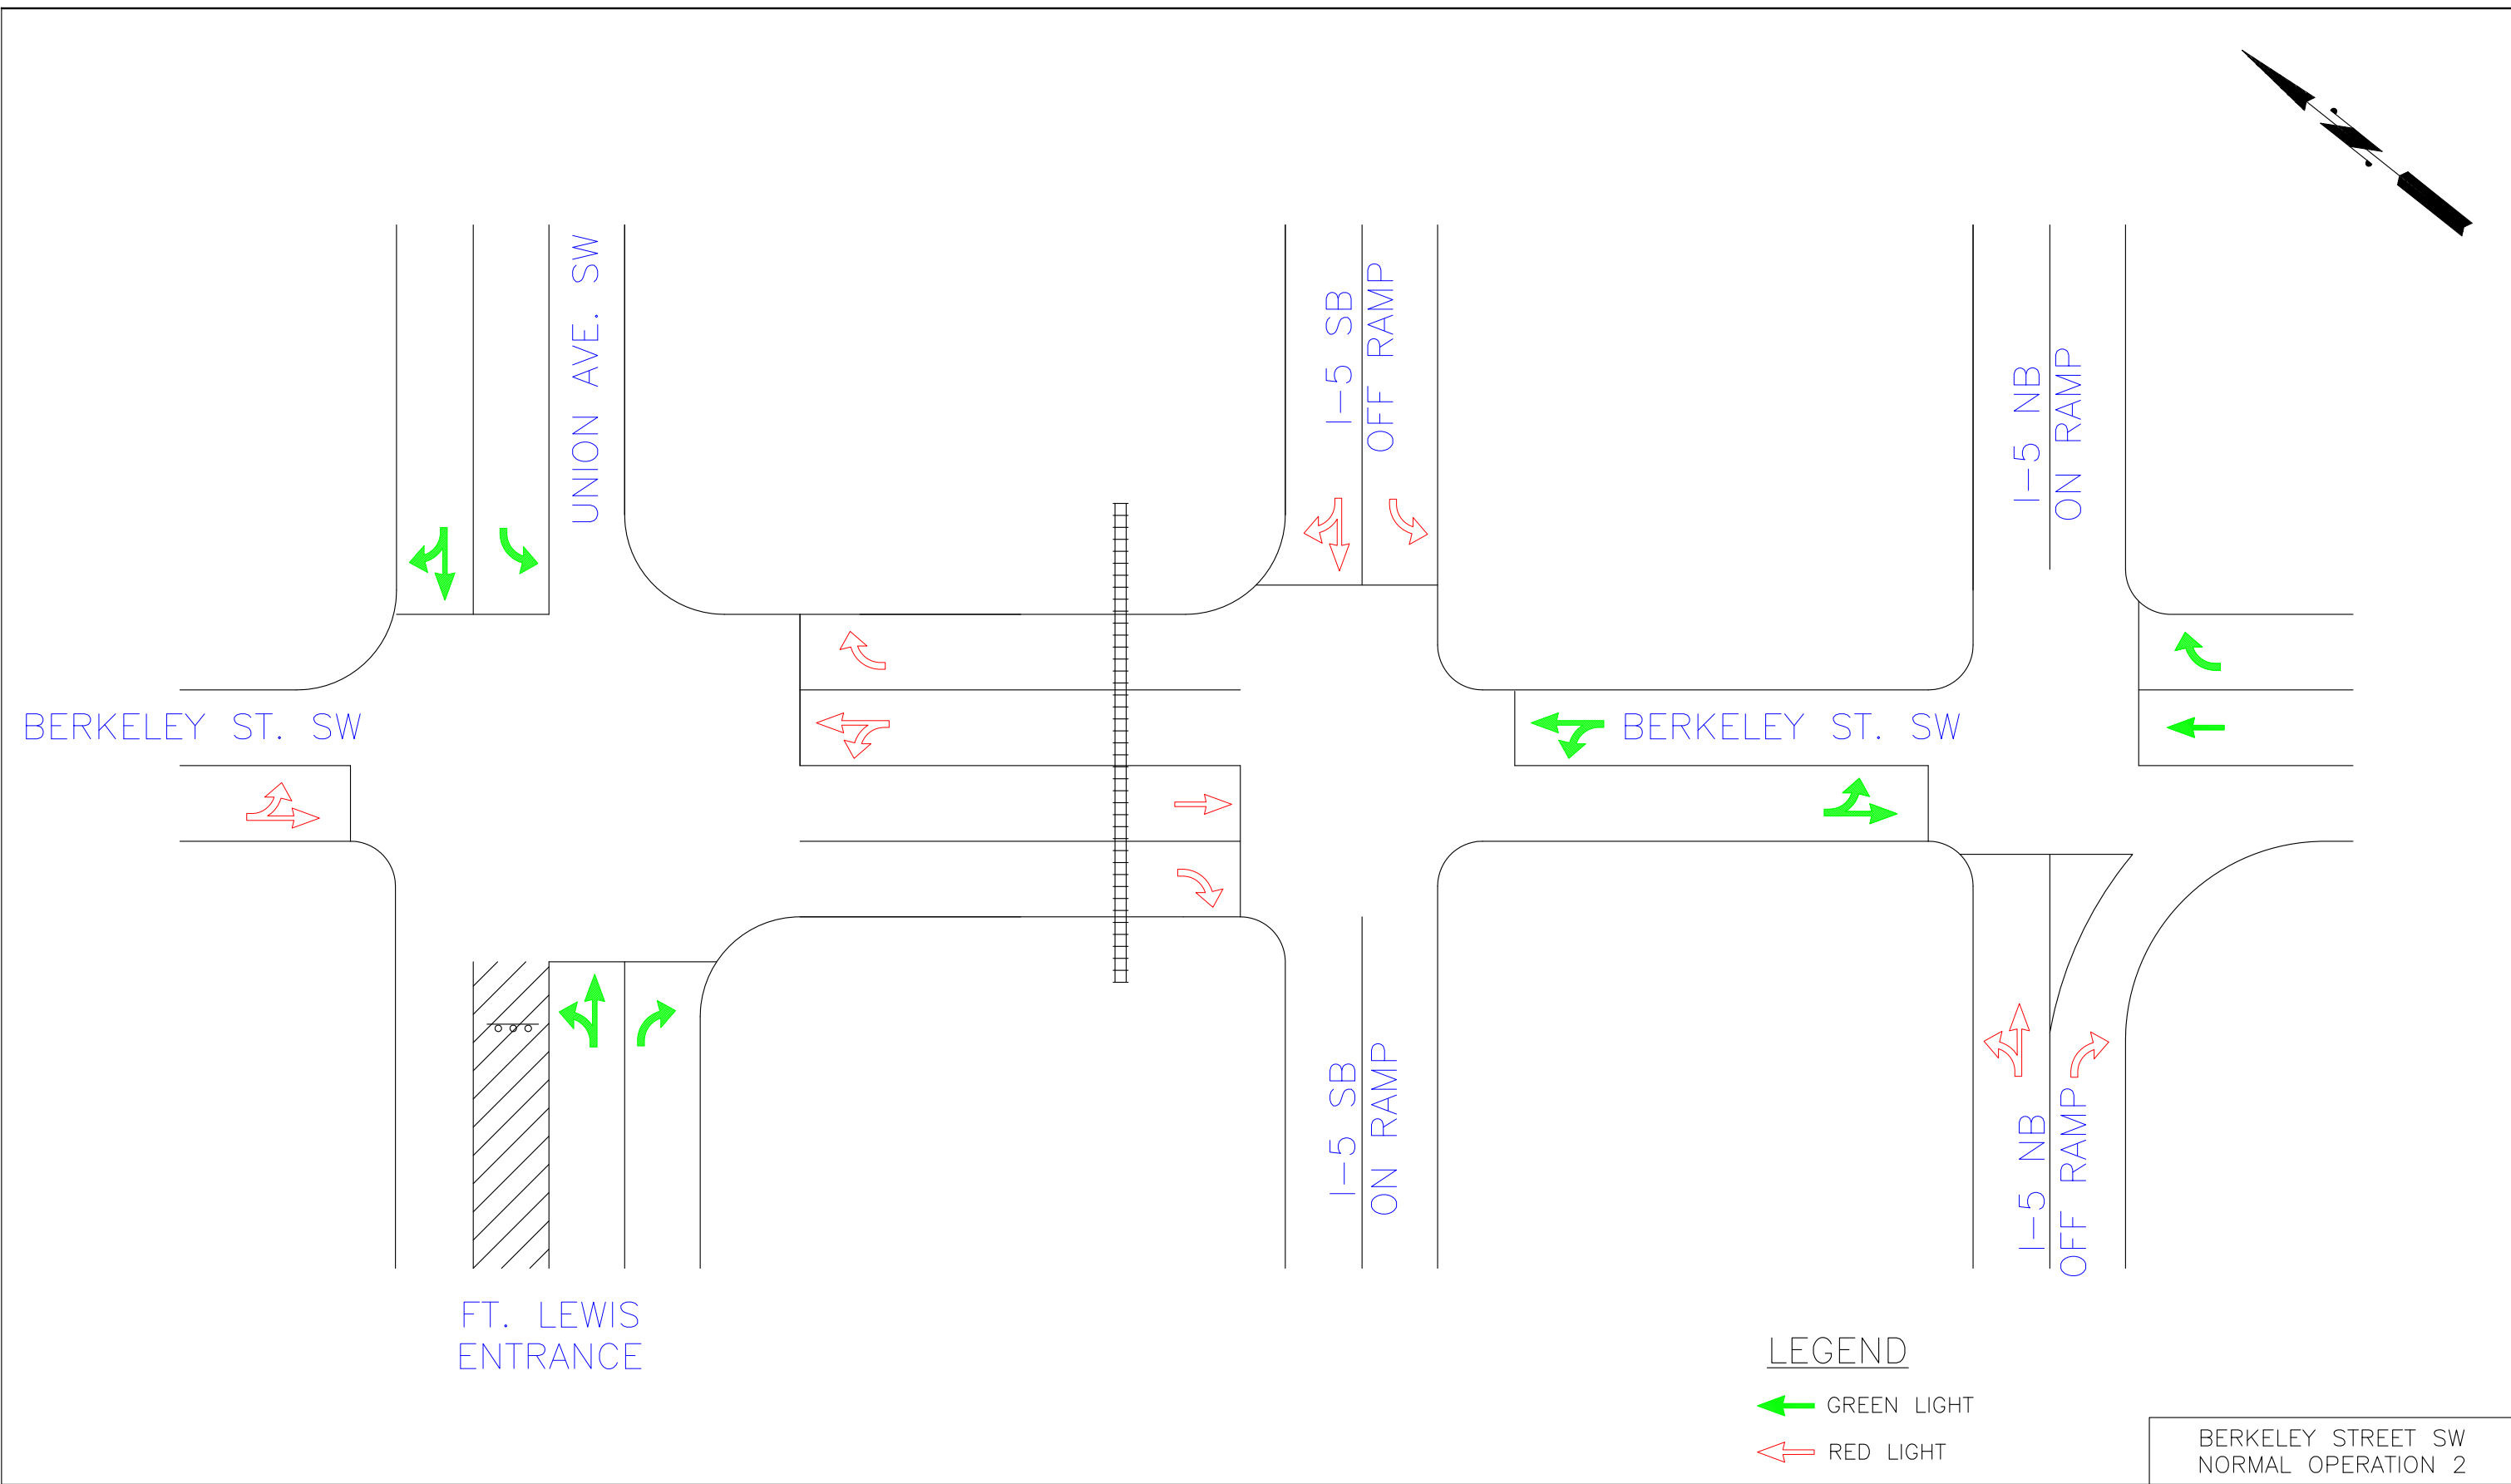 UNION AVE. SW
I-5 SB
OFF RAMP
I-5 NB
ON RAMP
BERKELEY ST. SW
BERKELEY ST. SW
I-5 SB
ON RAMP
I-5 NB
OFF RAMP
FT. LEWIS
ENTRANCE
LEGEND
GREEN LIGHT
RED LIGHT
BERKELEY STREET SW
NORMAL OPERATION 2